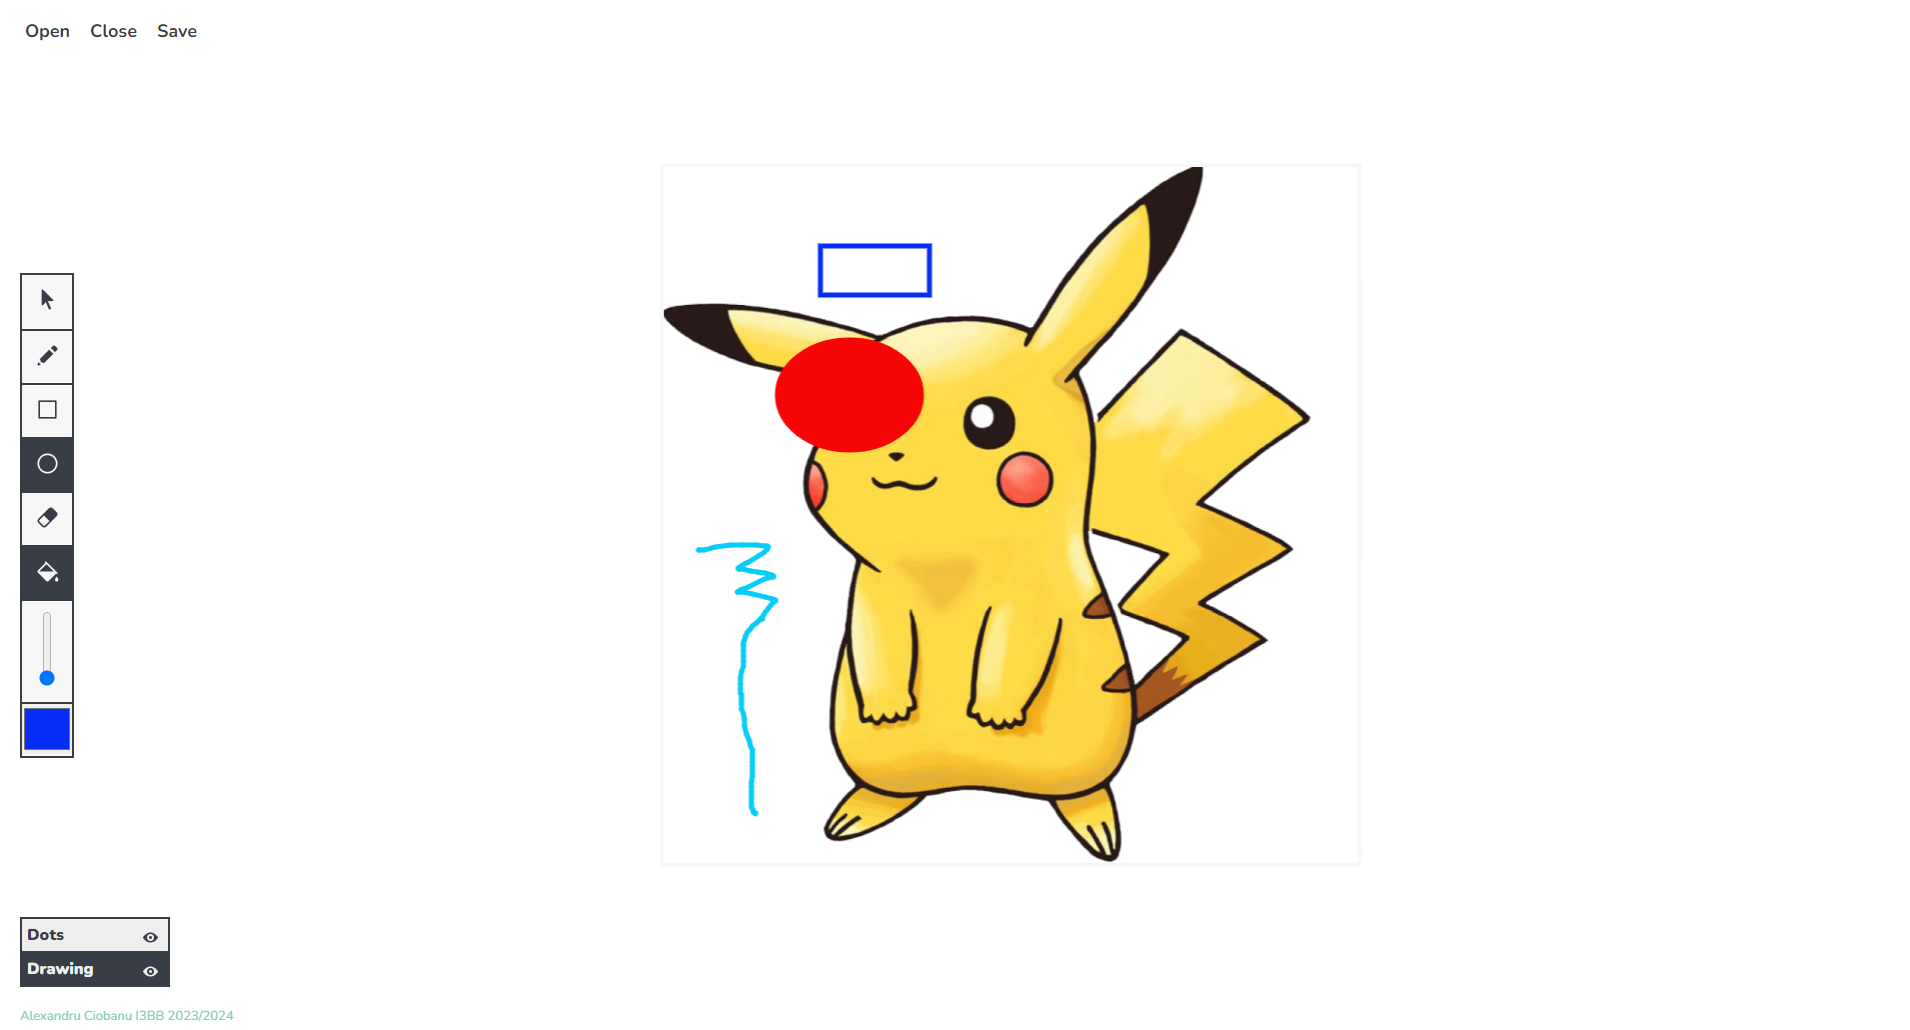 Open Close Save
Dots
Drawing
Alexandru Ciobanu I3BB 2023/2024